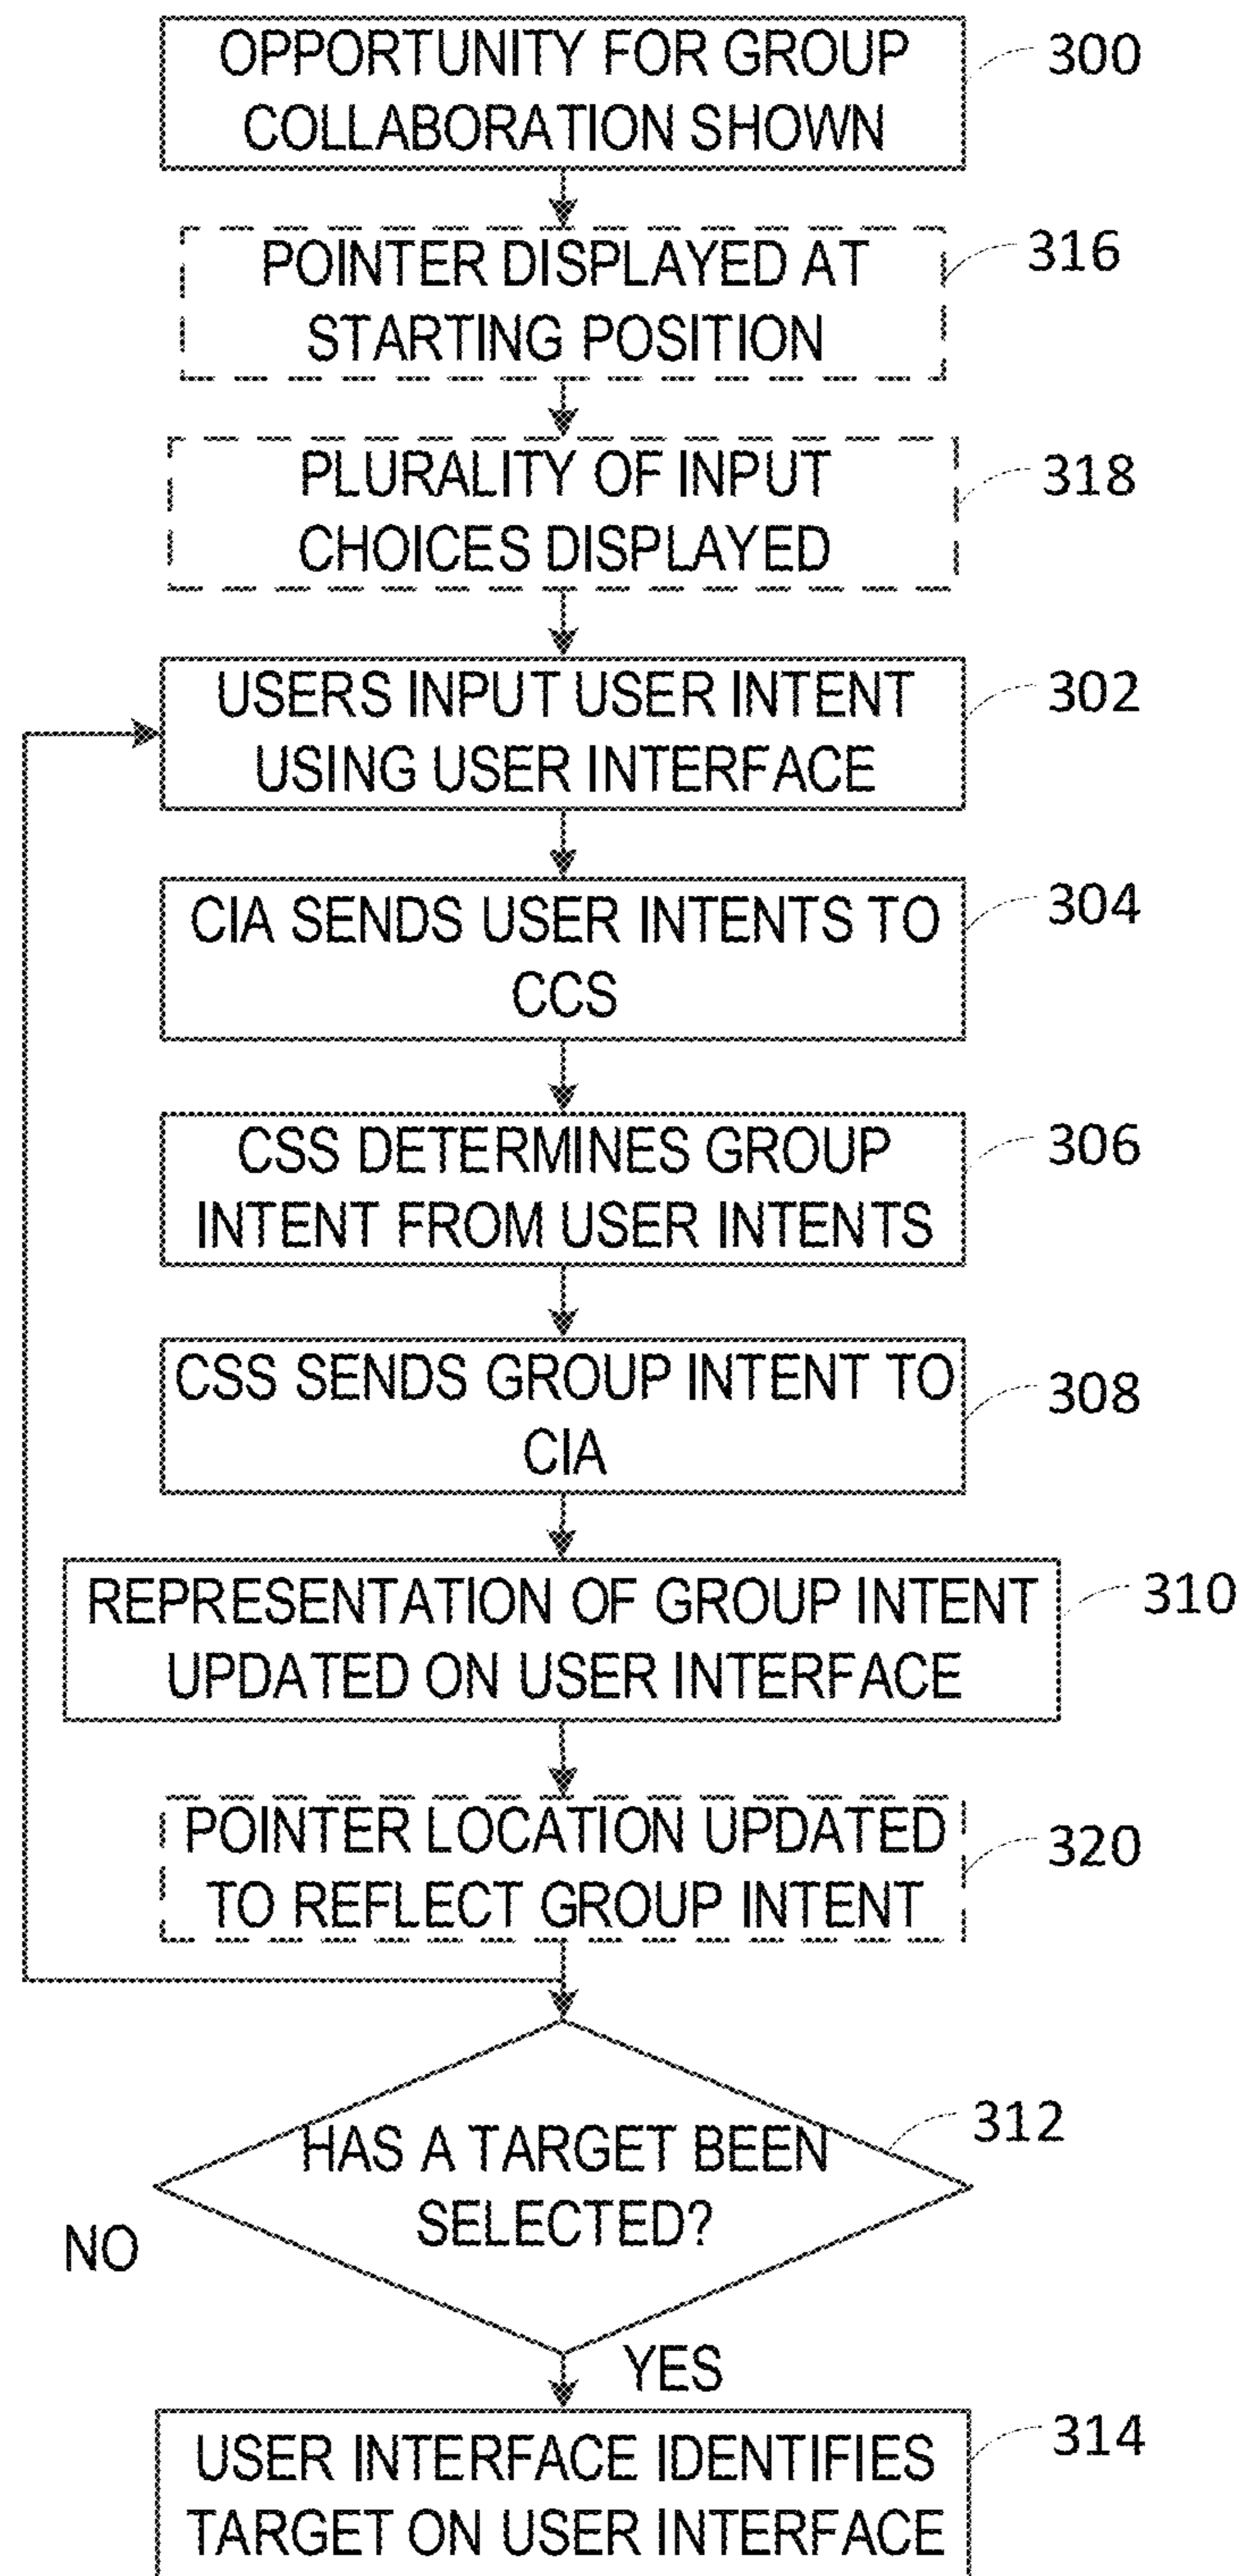 OPPORTUNITY FOR GROUP
COLLABORATION SHOWN
300
POINTER DISPLAYED AT
STARTING POSITION
316
PLURALITY OF INPUT
CHOICES DISPLAYED
318
USERS INPUT USER INTENT
USING USER INTERFACE
302
CIA SENDS USER INTENTS TO
CCS
304
CSS DETERMINES GROUP
INTENT FROM USER INTENTS
306
CSS SENDS GROUP INTENT TO
CIA
308
REPRESENTATION OF GROUP INTENT
UPDATED ON USER INTERFACE
310
POINTER LOCATION UPDATED
TO REFLECT GROUP INTENT
320
HAS A TARGET BEEN
SELECTED?
312
NO
YES
USER INTERFACE IDENTIFIES
TARGET ON USER INTERFACE
314